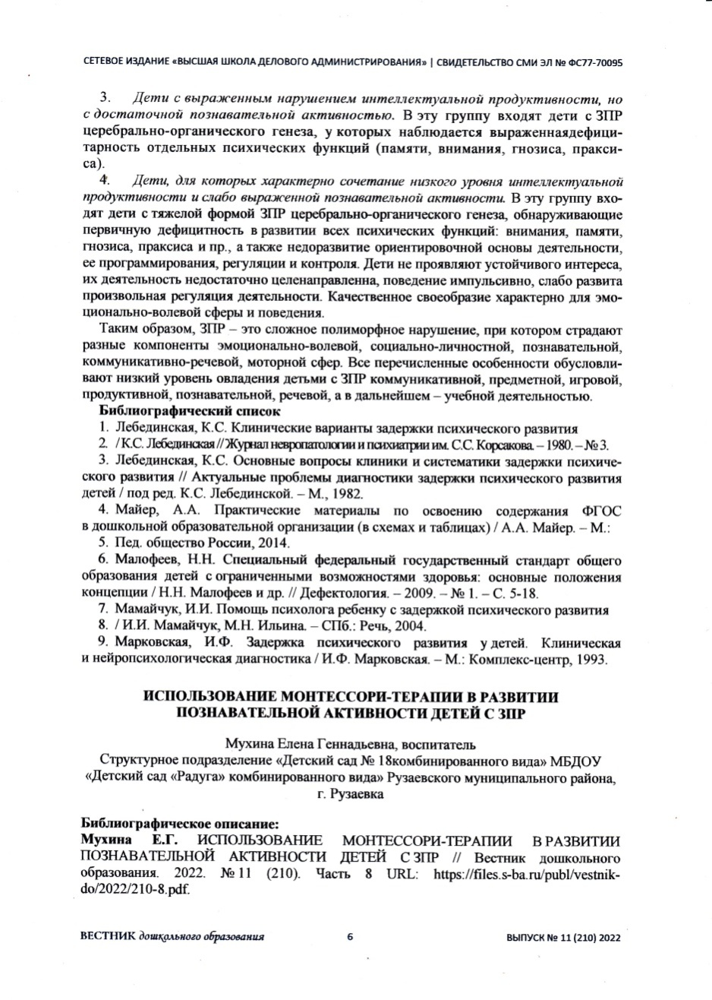 СЕТЕВОЕ ИЗДАНИЕ «ВЫСШАЯ ШКОЛА ДЕЛОВОГО АДМИНИСТРИРОВАНИЯ» | СВИДЕТЕЛЬСТВО СМИ ЭЛ № ФС77-70095
3. Дети с выраженным нарушением интеллектуальной продуктивности, но
с достаточной познавательной активностью. В эту группу входят дети с ЗПР
церебрально-органического генеза, у которых наблюдается выраженнаядефици-
тарность отдельных психических функций (памяти, внимания, гнозиса, пракси-
са).
4. Дети, для которых характерно сочетание низкого уровня интеллектуальной
продуктивности и слабо выраженной познавательной активности. В эту группу вхо-
дят дети с тяжелой формой ЗПР церебрально-органического генеза, обнаруживающие
первичную дефицитность в развитии всех психических функций: внимания, памяти,
гнозиса, праксиса и пр., а также недоразвитие ориентировочной основы деятельности,
ее программирования, регуляции и контроля. Дети не проявляют устойчивого интереса,
их деятельность недостаточно целенаправленна, поведение импульсивно, слабо развита
произвольная регуляция деятельности. Качественное своеобразие характерно для эмо-
ционально-волевой сферы и поведения.
Таким образом, ЗПР – это сложное полиморфное нарушение, при котором страдают
разные компоненты эмоционально-волевой, социально-личностной, познавательной,
коммуникативно-речевой, моторной сфер. Все перечисленные особенности обусловли-
вают низкий уровень овладения детьми с ЗПР коммуникативной, предметной, игровой,
продуктивной, познавательной, речевой, а в дальнейшем – учебной деятельностью.
Библиографический список
1. Лебединская, К.С. Клинические варианты задержки психического развития
2. / К.С. Лебединская // Журнал невропатологии и психиатрии им. С.С. Корсакова. – 1980. – № 3.
3. Лебединская, К.С. Основные вопросы клиники и систематики задержки психиче-
ского развития // Актуальные проблемы диагностики задержки психического развития
детей / под ред. К.С. Лебединской. – М., 1982.
4. Майер, А.А. Практические материалы по освоению содержания ФГОС
в дошкольной образовательной организации (в схемах и таблицах) / А.А. Майер. – М.:
5. Пед. общество России, 2014.
6. Малофеев, Н.Н. Специальный федеральный государственный стандарт общего
образования детей с ограниченными возможностями здоровья: основные положения
концепции / Н.Н. Малофеев и др. // Дефектология. – 2009. – № 1. – С. 5-18.
7. Мамайчук, И.И. Помощь психолога ребенку с задержкой психического развития
8. / И.И. Мамайчук, М.Н. Ильина. – СПб.: Речь, 2004.
9. Марковская, И.Ф. Задержка психического развития у детей. Клиническая
и нейропсихологическая диагностика / И.Ф. Марковская. – М.: Комплекс-центр, 1993.
ИСПОЛЬЗОВАНИЕ МОНТЕССОРИ-ТЕРАПИИ В РАЗВИТИИ
ПОЗНАВАТЕЛЬНОЙ АКТИВНОСТИ ДЕТЕЙ С ЗПР
Мухина Елена Геннадьевна, воспитатель
Структурное подразделение «Детский сад № 18комбинированного вида» МБДОУ
«Детский сад «Радуга» комбинированного вида» Рузаевского муниципального района,
г. Рузаевка
Библиографическое описание:
Мухина Е.Г. ИСПОЛЬЗОВАНИЕ МОНТЕССОРИ-ТЕРАПИИ В РАЗВИТИИ
ПОЗНАВАТЕЛЬНОЙ АКТИВНОСТИ ДЕТЕЙ С ЗПР // Вестник дошкольного
образования. 2022. № 11 (210). Часть 8 URL: https://files.s-ba.ru/publ/vestnik-
do/2022/210-8.pdf.
ВЕСТНИК дошкольного образования 6 ВЫПУСК № 11 (210) 2022